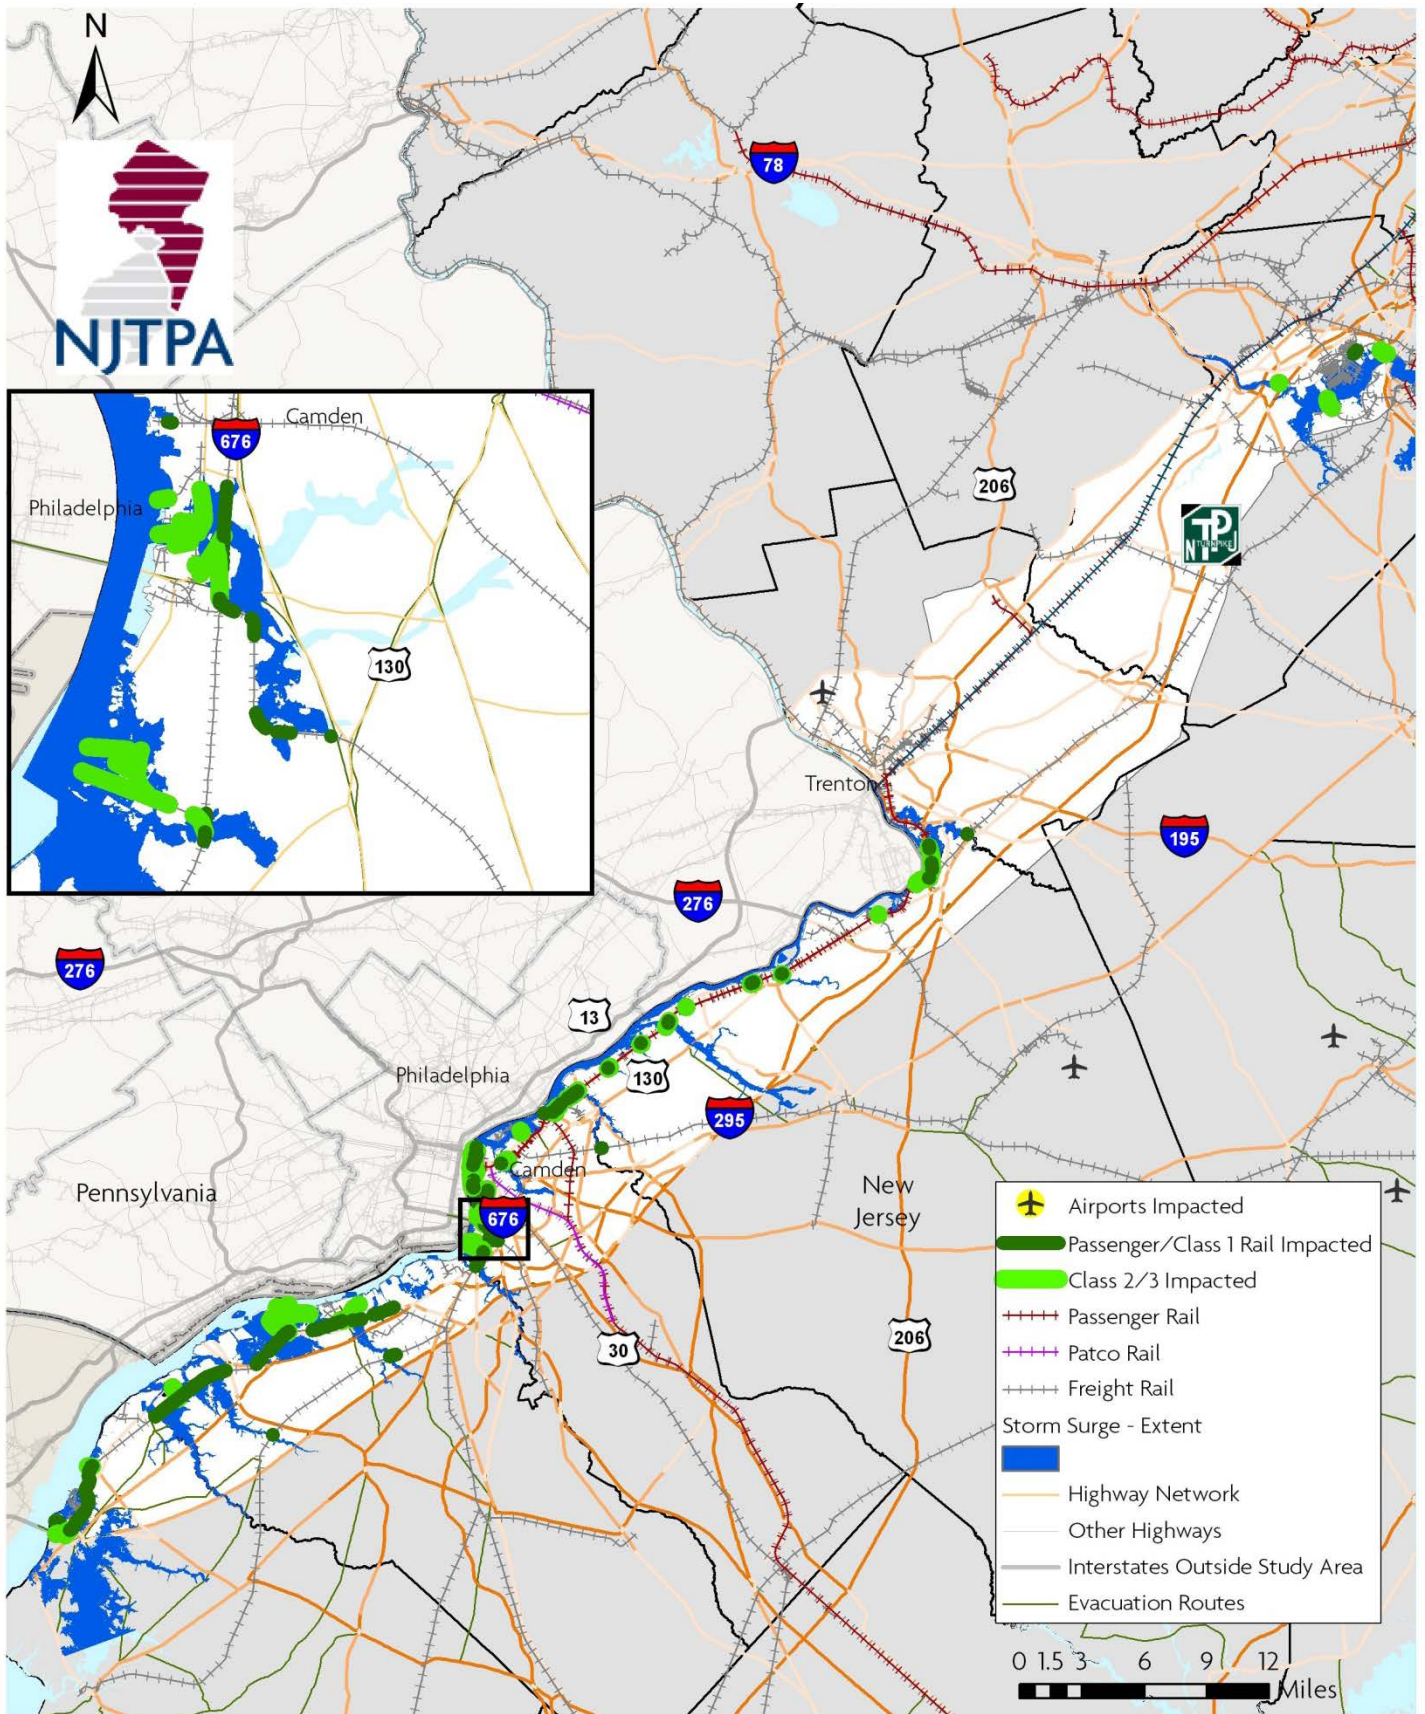 N
NJTPA
78
Camden
676
Philadelphia
130
206
TP
N TURNPIKE J
Trenton
195
276
276
13
Philadelphia
130
295
Camden
Pennsylvania
676
New
Jersey
30
206
Airports Impacted
Passenger/Class 1 Rail Impacted
Class 2/3 Impacted
Passenger Rail
Patco Rail
Freight Rail
Storm Surge - Extent
Highway Network
Other Highways
Interstates Outside Study Area
Evacuation Routes
0 1.5 3 6 9 12
Miles